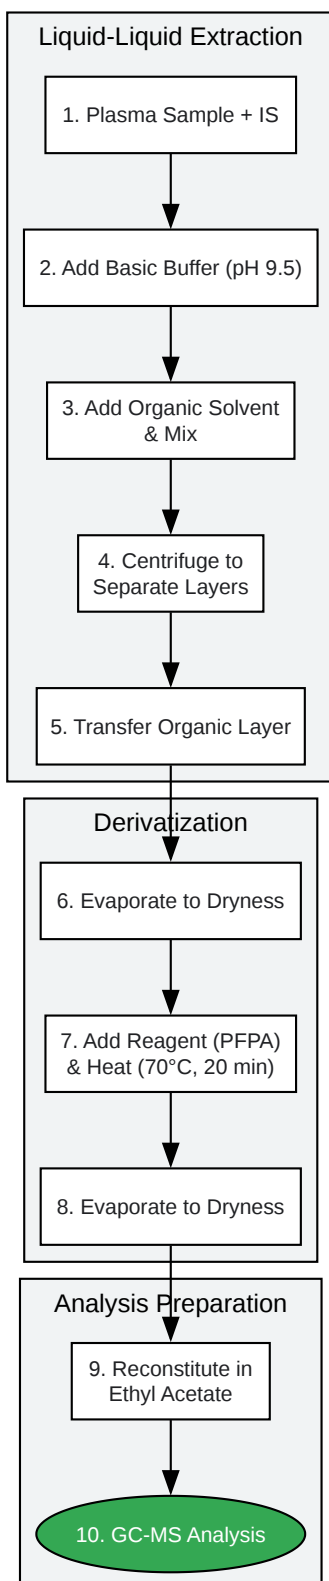 Liquid-Liquid Extraction
1. Plasma Sample + IS
2. Add Basic Buffer (pH 9.5)
3. Add Organic Solvent
& Mix
4. Centrifuge to
Separate Layers
5. Transfer Organic Layer
Derivatization
6. Evaporate to Dryness
7. Add Reagent (PFPA)
& Heat (70°C, 20 min)
8. Evaporate to Dryness
Analysis Preparation
9. Reconstitute in
Ethyl Acetate
10. GC-MS Analysis